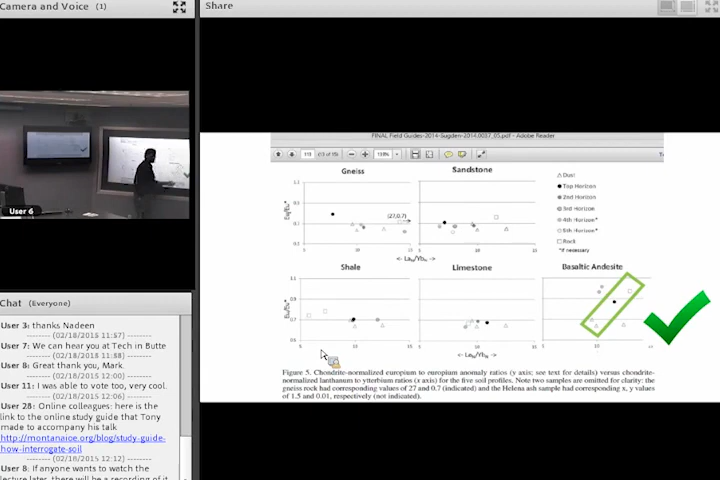 Camera and Voice (1)
Share
User 6
Chat (Everyone)
User 3: thanks Nadeen
-------- (02/18/2015 11:57) --------
User 7: We can hear you at Tech in Butte
-------- (02/18/2015 11:58) --------
User 8: Great thank you, Mark.
-------- (02/18/2015 12:00) --------
User 11: I was able to vote too, very cool.
-------- (02/18/2015 12:06) --------
User 28: Online colleagues: here is the
link to the online study guide that Tony
made to accompany his talk
http://montanaioe.org/blog/study-guide-
how-interrogate-soil
-------- (02/18/2015 12:12) --------
User 8: If anyone wants to watch the
lecture later, there will be a recording of it
FINAL Field Guides-2014-Sugden-2014.0037_05.pdf - Adobe Reader
Gneiss
Sandstone
(27,0.7)
<- La /Yb ->
Dust
Top Horizon
2nd Horizon
3rd Horizon
4th Horizon*
5th Horizon*
Rock
*if necessary
Shale
Limestone
Basaltic Andesite
<- La /Yb ->
Figure 5. Chondrite-normalized europium to europium anomaly ratios (y axis; see text for details) versus chondrite-
normalized lanthanum to ytterbium ratios (x axis) for the five soil profiles. Note two samples are omitted for clarity: the
gneiss rock had corresponding values of 27 and 0.7 (indicated) and the Helena ash sample had corresponding x, y values
of 1.5 and 0.01, respectively (not indicated).